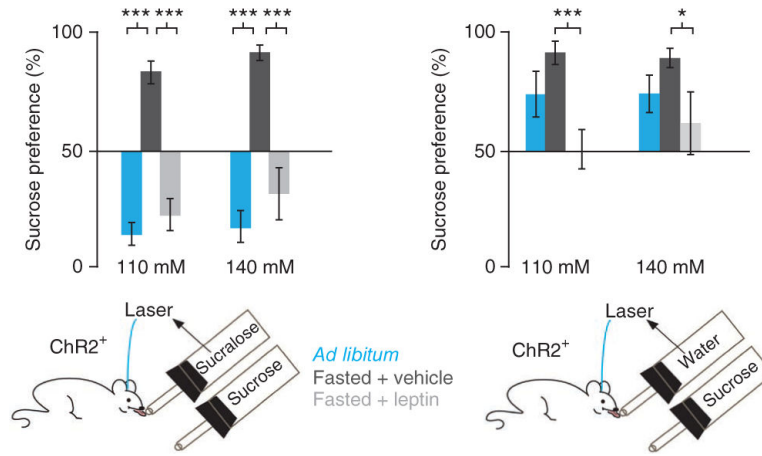 *** *** *** ***
100
50
0
Sucrose preference (%)
110 mM 140 mM
*** *
100
50
0
Sucrose preference (%)
110 mM 140 mM
Laser
ChR2+
Sucralose
Sucrose
Ad libitum
Fasted + vehicle
Fasted + leptin
Laser
ChR2+
Water
Sucrose